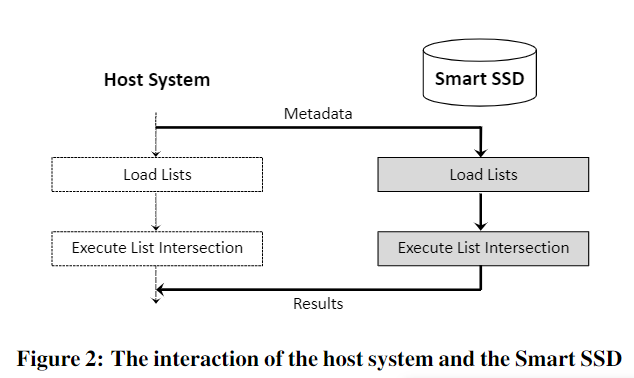 Host System
Smart SSD
Metadata
Load Lists
Load Lists
Execute List Intersection
Execute List Intersection
Results
Figure 2: The interaction of the host system and the Smart SSD